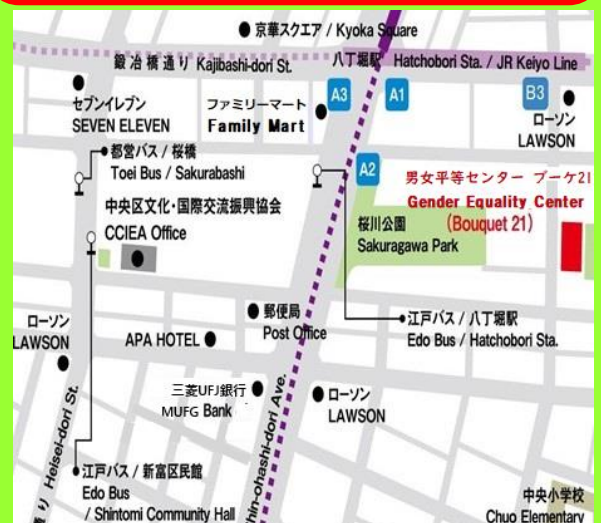 京華スクエア / Kyoka Square
鍛冶橋通り Kajibashi-dori St.
八丁堀駅 Hatchobori Sta. / JR Keiyo Line
A3
A1
B3
セブンイレブン
SEVEN ELEVEN
ファミリーマート
Family Mart
ローソン
LAWSON
都営バス / 桜橋
Toei Bus / Sakurabashi
A2
男女平等センター ブーケ21
Gender Equality Center
(Bouquet 21)
中央区文化・国際交流振興協会
CCIEA Office
桜川公園
Sakuragawa Park
郵便局
Post Office
江戸バス / 八丁堀駅
Edo Bus / Hatchobori Sta.
ローソン
LAWSON
APA HOTEL
三菱UFJ銀行
MUFG Bank
ローソン
LAWSON
り Heisei-dori St.
hin-ohashi-dori Ave.
江戸バス / 新富区民館
Edo Bus
/ Shintomi Community Hall
中央小学校
Chuo Elementary